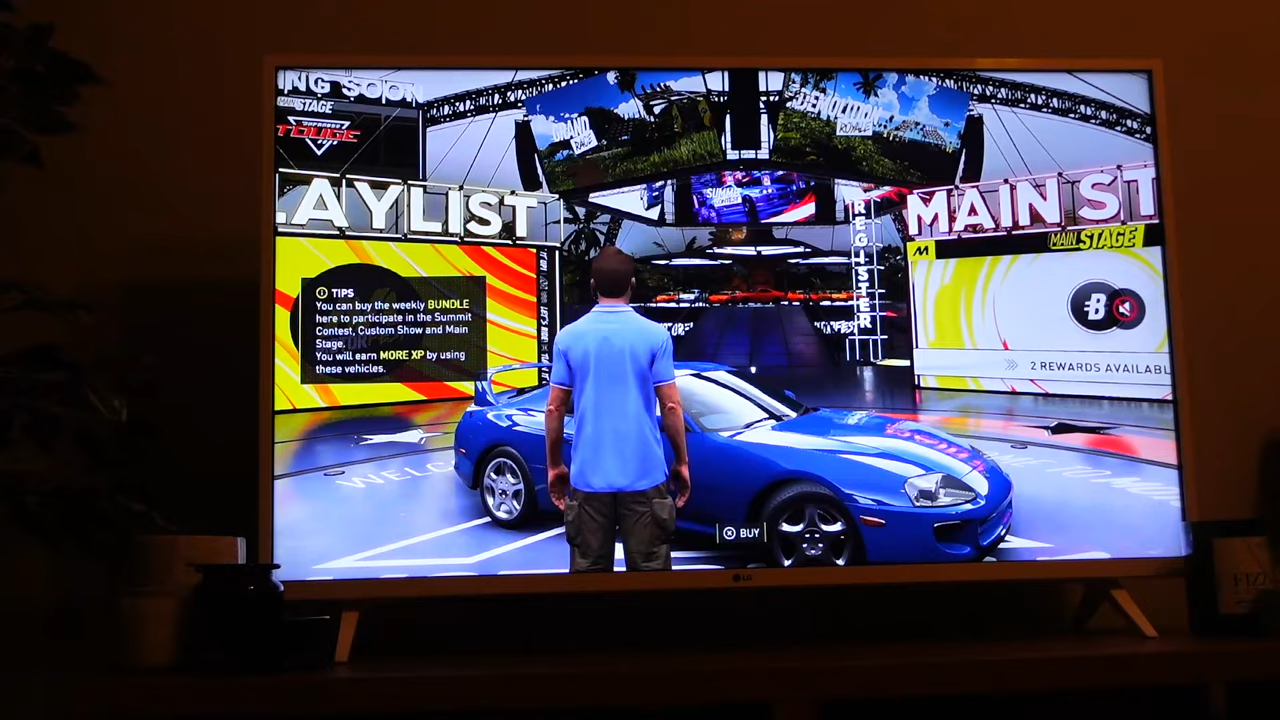 ING SOON
MAIN STAGE
TOUGE
GRAND
RACE
DEMOLITION
ROYALE
SUMMIT
CONTEST
LAYLIST
REGISTER
MAIN ST
MAIN STAGE
TIPS
You can buy the weekly BUNDLE
here to participate in the Summit
Contest, Custom Show and Main
Stage.
You will earn MORE XP by using
these vehicles.
B
2 REWARDS AVAILABL
WELC
BUY
LG